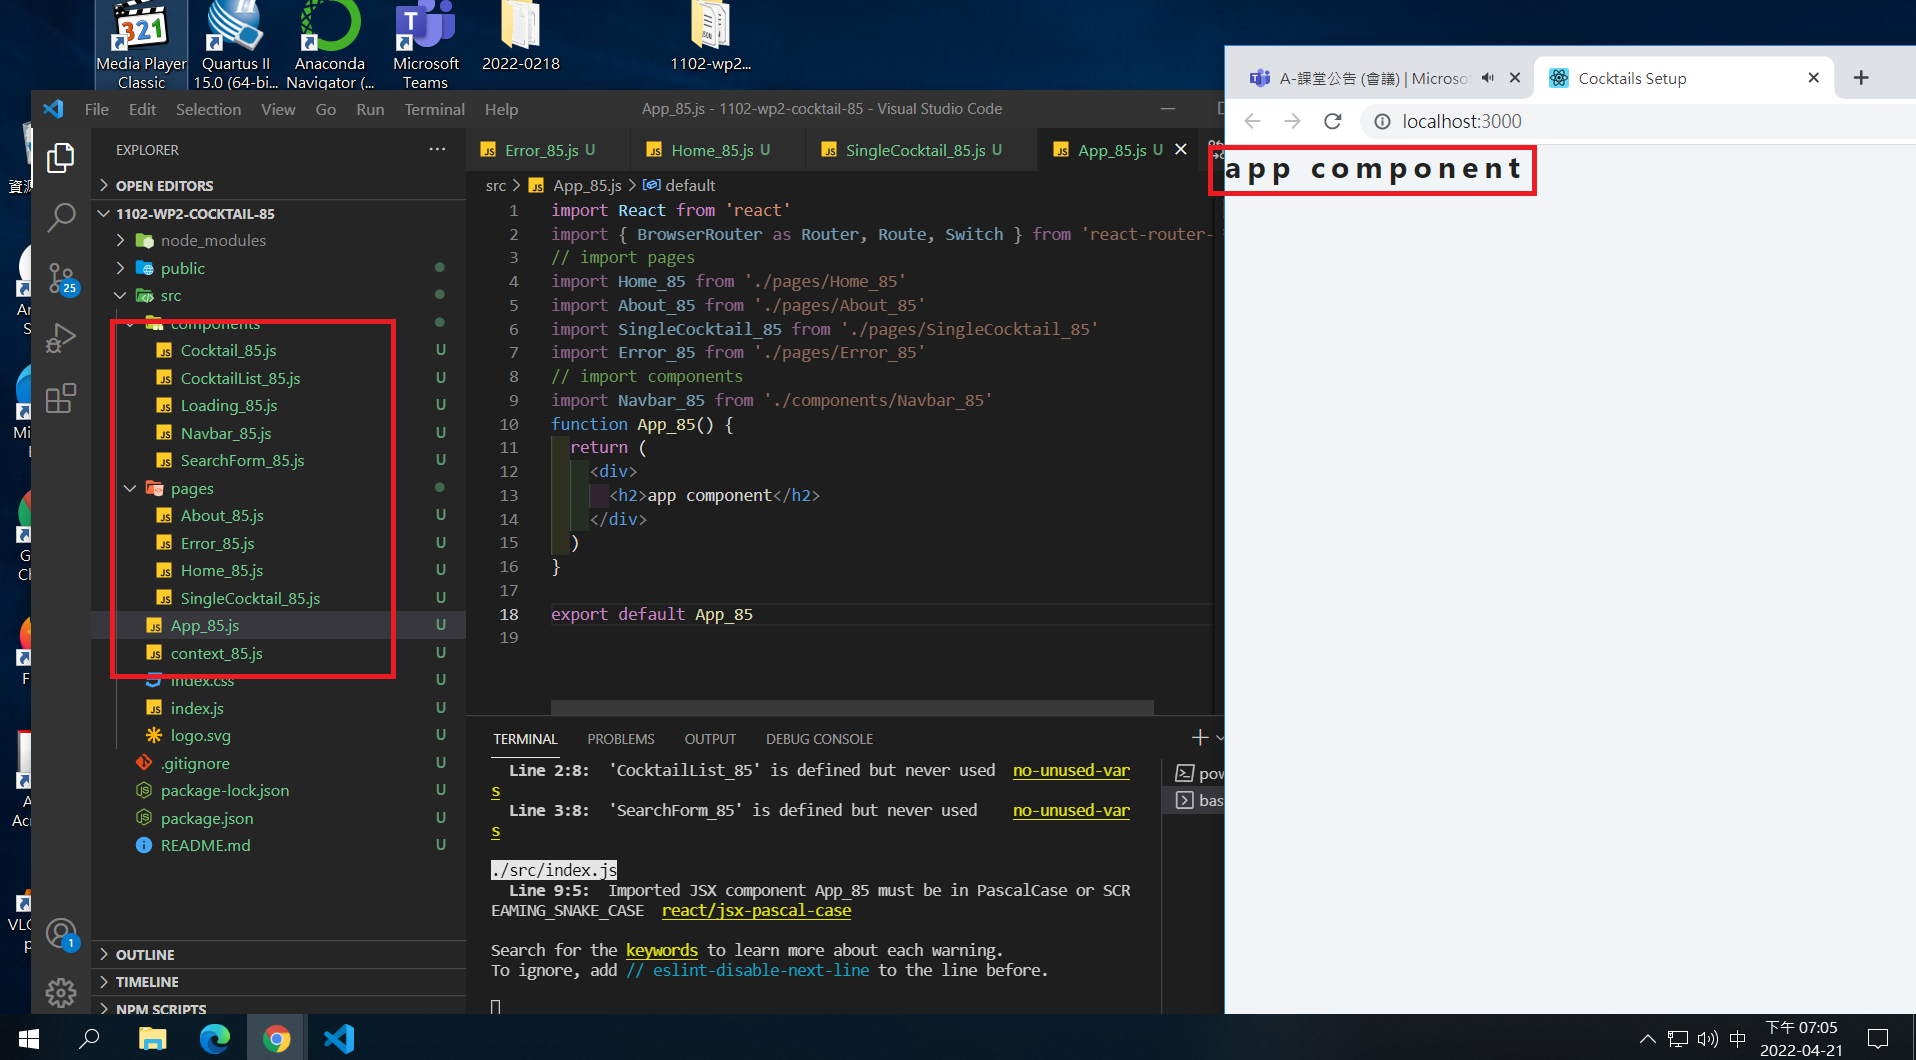 Media Player Classic
Quartus II 15.0 (64-bi...
Anaconda Navigator (...
Microsoft Teams
2022-0218
1102-wp2...
File Edit Selection View Go Run Terminal Help
App_85.js - 1102-wp2-cocktail-85 - Visual Studio Code
EXPLORER
OPEN EDITORS
1102-WP2-COCKTAIL-85
node_modules
public
src
components
Cocktail_85.js U
CocktailList_85.js U
Loading_85.js U
Navbar_85.js U
SearchForm_85.js U
pages
About_85.js U
Error_85.js U
Home_85.js U
SingleCocktail_85.js U
App_85.js U
context_85.js U
index.css U
index.js U
logo.svg U
.gitignore U
package-lock.json U
package.json U
README.md U
OUTLINE
TIMELINE
NPM SCRIPTS
25
1
Error_85.js U Home_85.js U SingleCocktail_85.js U App_85.js U
src > App_85.js > default
1 import React from 'react'
2 import { BrowserRouter as Router, Route, Switch } from 'react-router-
3 // import pages
4 import Home_85 from './pages/Home_85'
5 import About_85 from './pages/About_85'
6 import SingleCocktail_85 from './pages/SingleCocktail_85'
7 import Error_85 from './pages/Error_85'
8 // import components
9 import Navbar_85 from './components/Navbar_85'
10 function App_85() {
11 return (
12 <div>
13 <h2>app component</h2>
14 </div>
15 )
16 }
17
18 export default App_85
19
TERMINAL PROBLEMS OUTPUT DEBUG CONSOLE
Line 2:8: 'CocktailList_85' is defined but never used no-unused-var
s
Line 3:8: 'SearchForm_85' is defined but never used no-unused-var
s
./src/index.js
Line 9:5: Imported JSX component App_85 must be in PascalCase or SCR
EAMING_SNAKE_CASE react/jsx-pascal-case
Search for the keywords to learn more about each warning.
To ignore, add // eslint-disable-next-line to the line before.
pow
bas
A-課堂公告 (會議) | Microso
Cocktails Setup
localhost:3000
app component
中
下午 07:05
2022-04-21